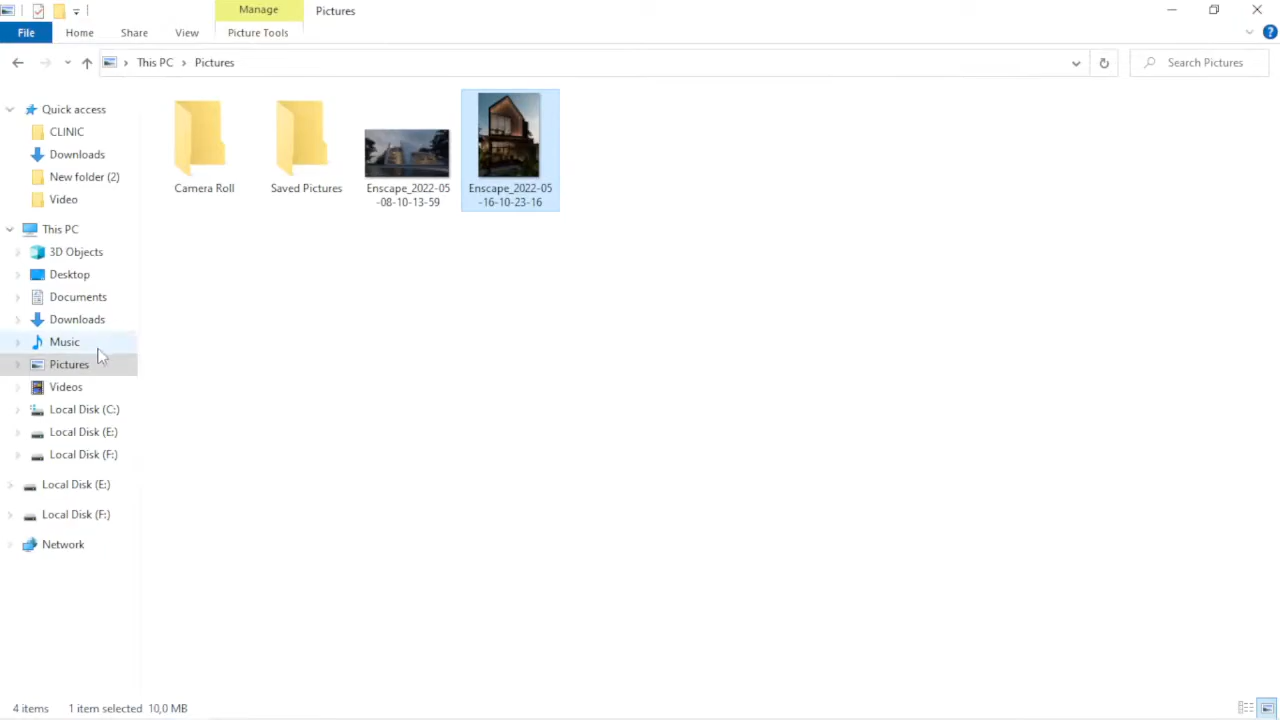 Manage
Pictures
File
Home
Share
View
Picture Tools
This PC
Pictures
Search Pictures
Quick access
CLINIC
Downloads
New folder (2)
Video
This PC
3D Objects
Desktop
Documents
Downloads
Music
Pictures
Videos
Local Disk (C:)
Local Disk (E:)
Local Disk (F:)
Local Disk (E:)
Local Disk (F:)
Network
Camera Roll
Saved Pictures
Enscape_2022-05
-08-10-13-59
Enscape_2022-05
-16-10-23-16
4 items
1 item selected 10,0 MB